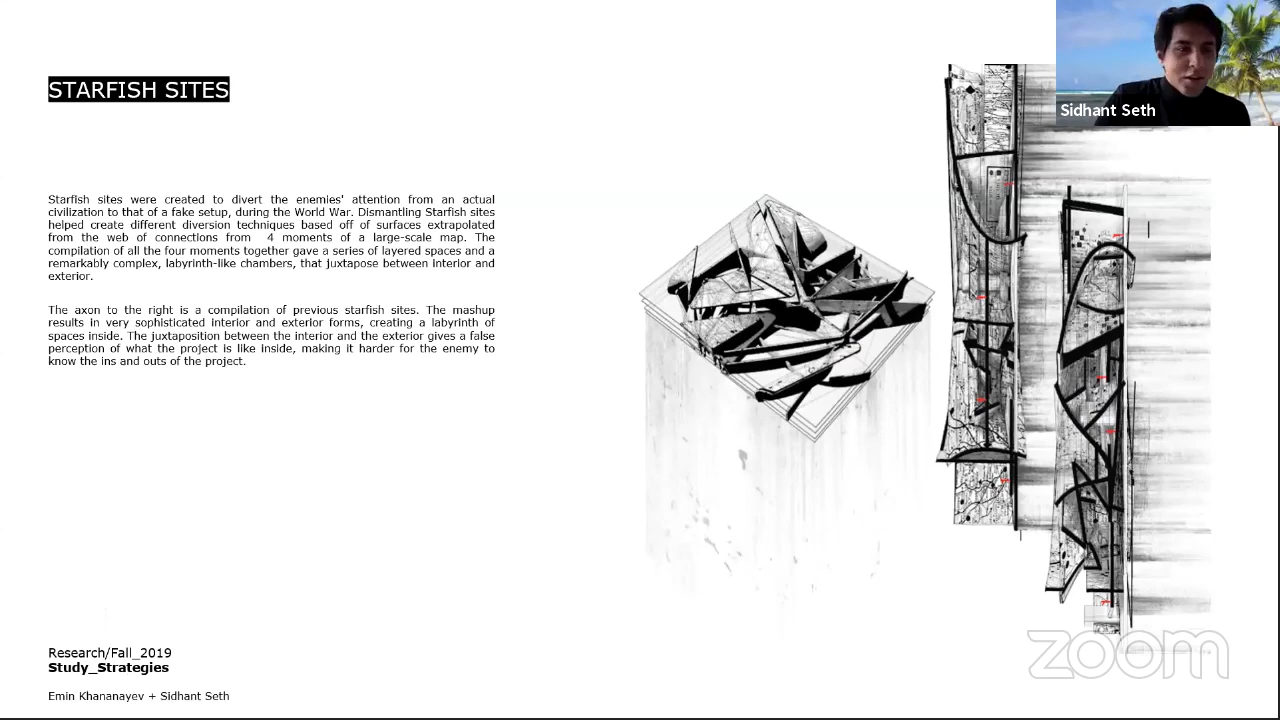 STARFISH SITES
Sidhant Seth
Starfish sites were created to divert the enemies' attention from an actual
civilization to that of a fake setup, during the World War. Dismantling Starfish sites
helped create different diversion techniques based off of surfaces extrapolated
from the web of connections from 4 moments of a large-scale map. The
compilation of all the four moments together gave a series of layered spaces and a
remarkably complex, labyrinth-like chambers, that juxtapose between interior and
exterior.
The axon to the right is a compilation of previous starfish sites. The mashup
results in very sophisticated interior and exterior forms, creating a labyrinth of
spaces inside. The juxtaposition between the interior and the exterior gives a false
perception of what the project is like inside, making it harder for the enemy to
know the ins and outs of the project.
Research/Fall_2019
Study_Strategies
Emin Khananayev + Sidhant Seth
zoom